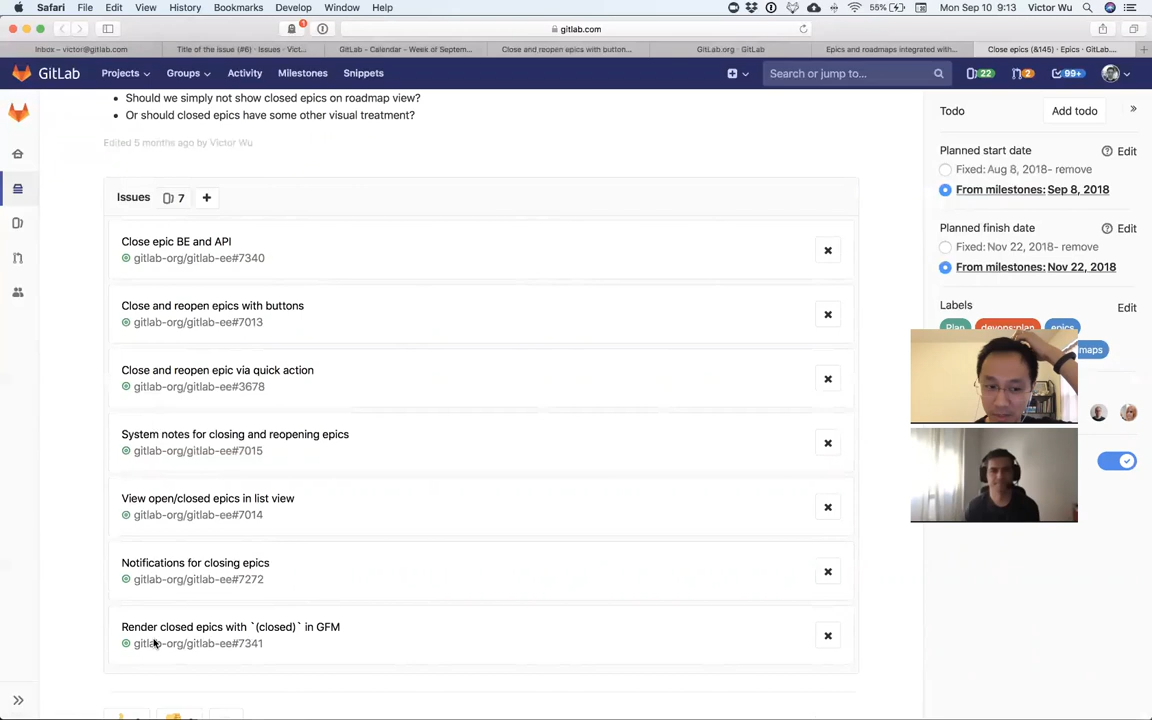 Safari File Edit View History Bookmarks Develop Window Help 55% Mon Sep 10 9:13 Victor Wu
1
gitlab.com
Inbox – victor@gitlab.com
Title of the issue (#6) · Issues · Vict...
GitLab - Calendar - Week of Septem...
Close and reopen epics with button...
GitLab.org · GitLab
Epics and roadmaps integrated with...
Close epics (&145) · Epics · GitLab....
GitLab Projects Groups Activity Milestones Snippets Search or jump to... 22 2 99+
Should we simply not show closed epics on roadmap view?
Or should closed epics have some other visual treatment?
Edited 5 months ago by Victor Wu
Issues 7
Close epic BE and API
gitlab-org/gitlab-ee#7340
Close and reopen epics with buttons
gitlab-org/gitlab-ee#7013
Close and reopen epic via quick action
gitlab-org/gitlab-ee#3678
System notes for closing and reopening epics
gitlab-org/gitlab-ee#7015
View open/closed epics in list view
gitlab-org/gitlab-ee#7014
Notifications for closing epics
gitlab-org/gitlab-ee#7272
Render closed epics with `(closed)` in GFM
gitlab-org/gitlab-ee#7341
Todo Add todo
Planned start date Edit
Fixed: Aug 8, 2018- remove
From milestones: Sep 8, 2018
Planned finish date Edit
Fixed: Nov 22, 2018- remove
From milestones: Nov 22, 2018
Labels Edit
Plan devops:plan epics
maps